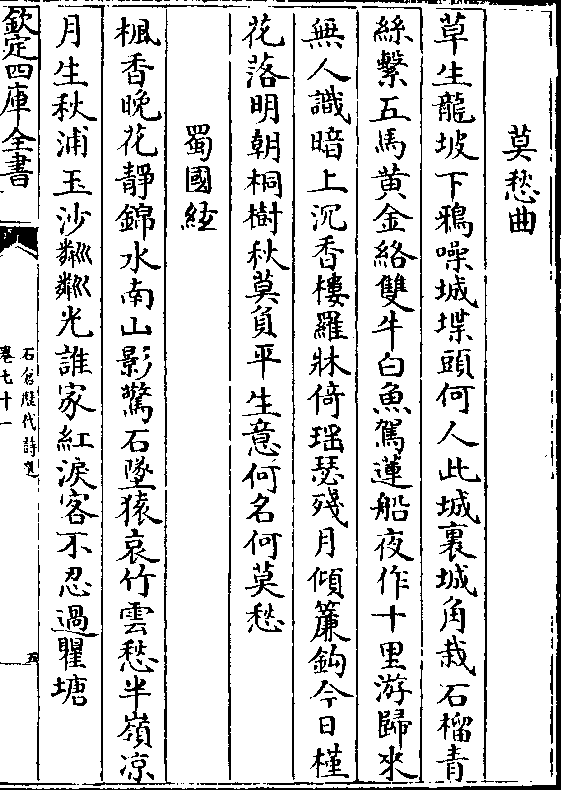 莫愁曲
草生龍坡下鴉噪城堞頭何人此城裏城角栽石榴青
絲繫五馬黄金絡雙牛白魚駕蓮船夜作十里游歸來
無人識暗上沉香樓羅牀倚瑶瑟殘月傾簾鈎今日槿
花落明朝桐樹秋莫負平生意何名何莫愁
蜀國絃
楓香晚花靜錦水南山影驚石墜猿哀竹雲愁半嶺凉
月生秋浦玉沙粼粼光誰家紅淚客不忍過瞿塘
欽定四庫全書
石倉歷代詩選
卷七十一
五